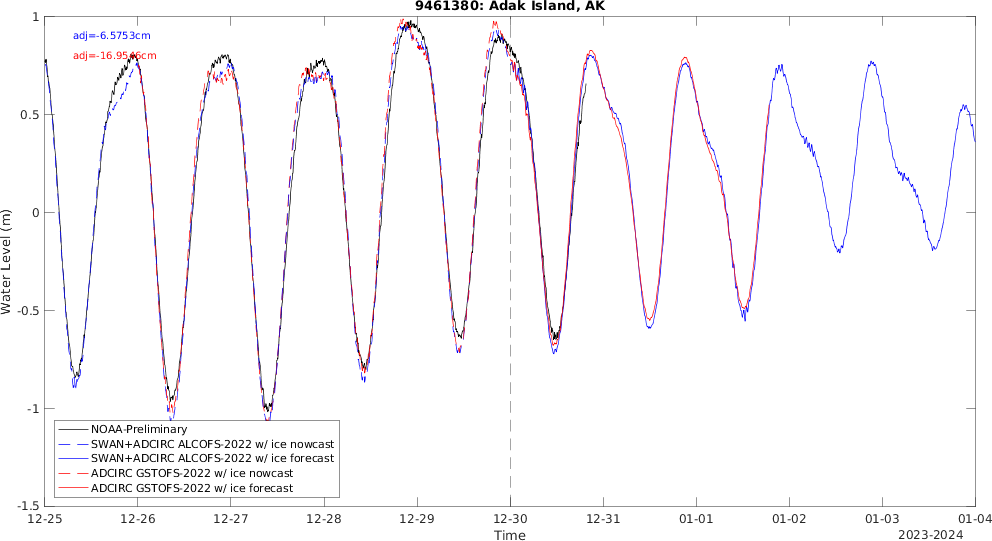 9461380: Adak Island, AK
adj=-6.5753cm
adj=-16.9546cm
1
0.5
0
-0.5
-1
-1.5
Water Level (m)
NOAA-Preliminary
SWAN+ADCIRC ALCOFS-2022 w/ ice nowcast
SWAN+ADCIRC ALCOFS-2022 w/ ice forecast
ADCIRC GSTOFS-2022 w/ ice nowcast
ADCIRC GSTOFS-2022 w/ ice forecast
12-25 12-26 12-27 12-28 12-29 12-30 12-31 01-01 01-02 01-03 01-04
Time
2023-2024